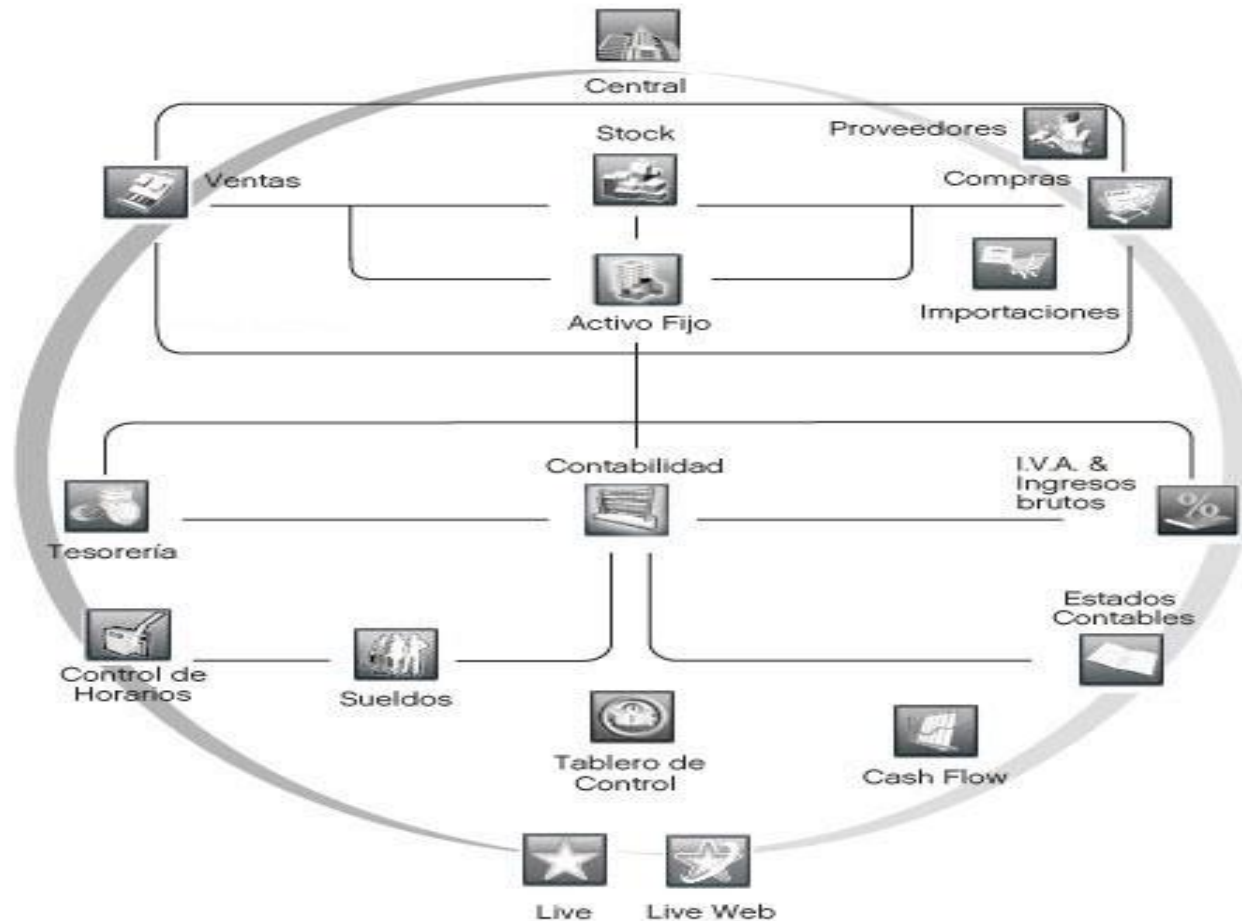 Central
Stock
Proveedores
Ventas
Compras
Activo Fijo
Importaciones
Contabilidad
I.V.A. &
Ingresos
brutos
%
Tesorería
Estados
Contables
Control de
Horarios
Sueldos
Tablero de
Control
Cash Flow
Live
Live Web